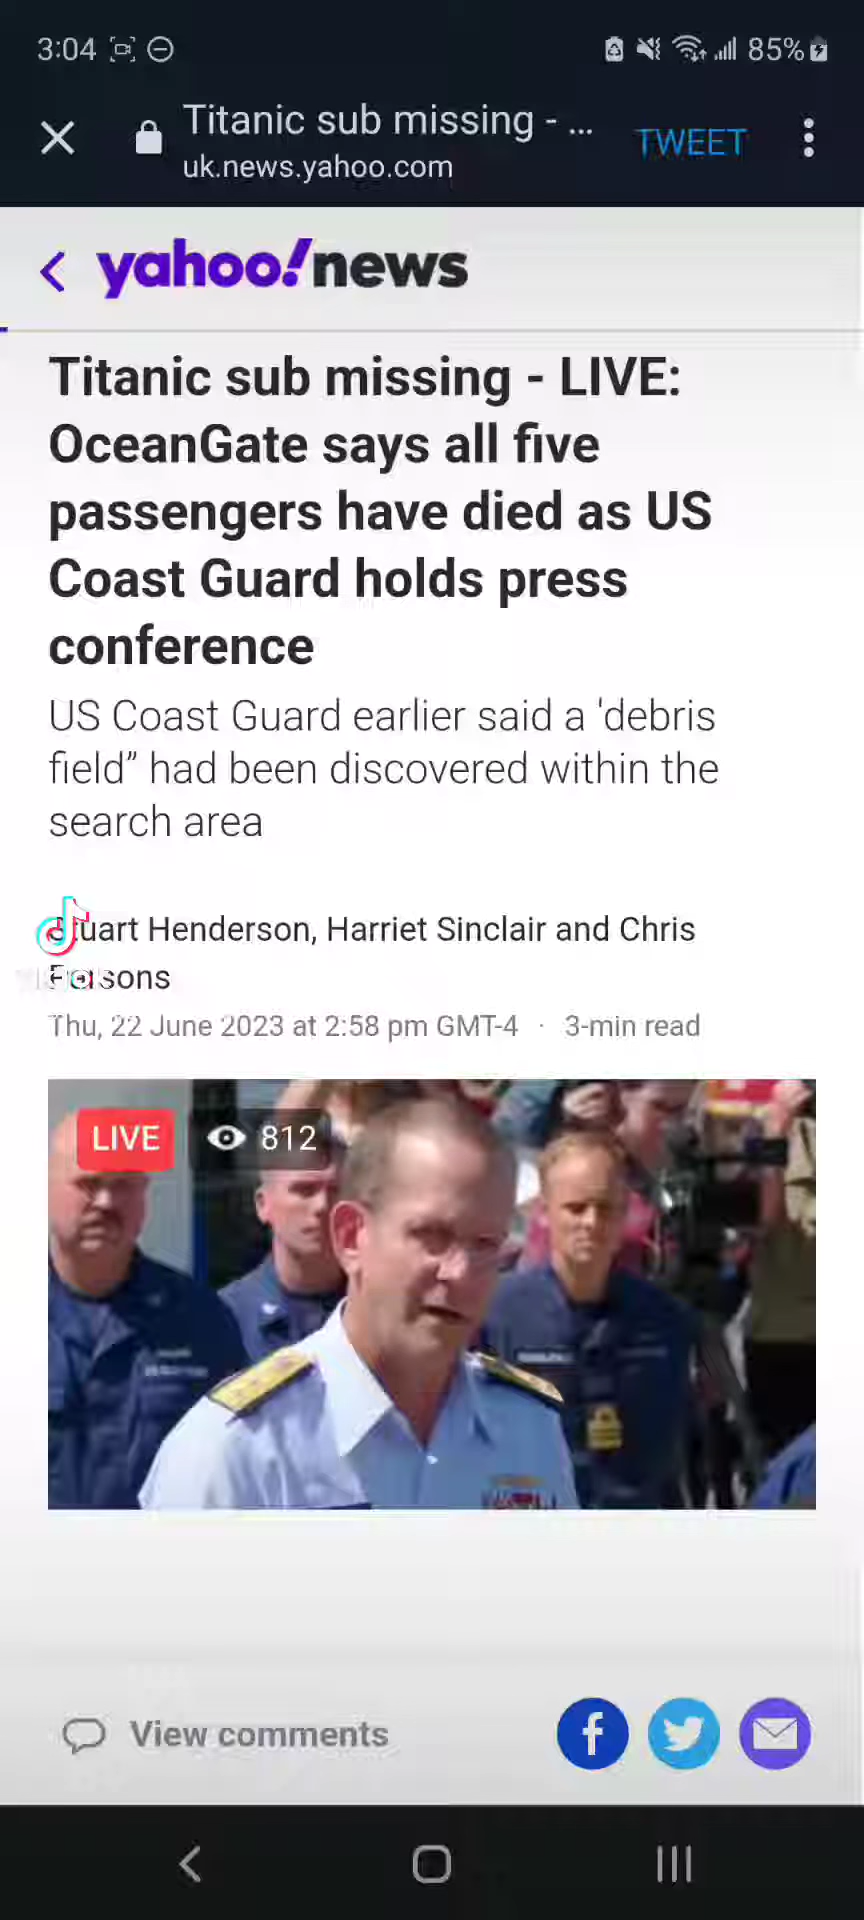 3:04
85%
Titanic sub missing - ...
uk.news.yahoo.com
TWEET
yahoo!news
Titanic sub missing - LIVE:
OceanGate says all five
passengers have died as US
Coast Guard holds press
conference
US Coast Guard earlier said a 'debris
field” had been discovered within the
search area
Stuart Henderson, Harriet Sinclair and Chris
Parsons
Thu, 22 June 2023 at 2:58 pm GMT-4 · 3-min read
LIVE
812
View comments